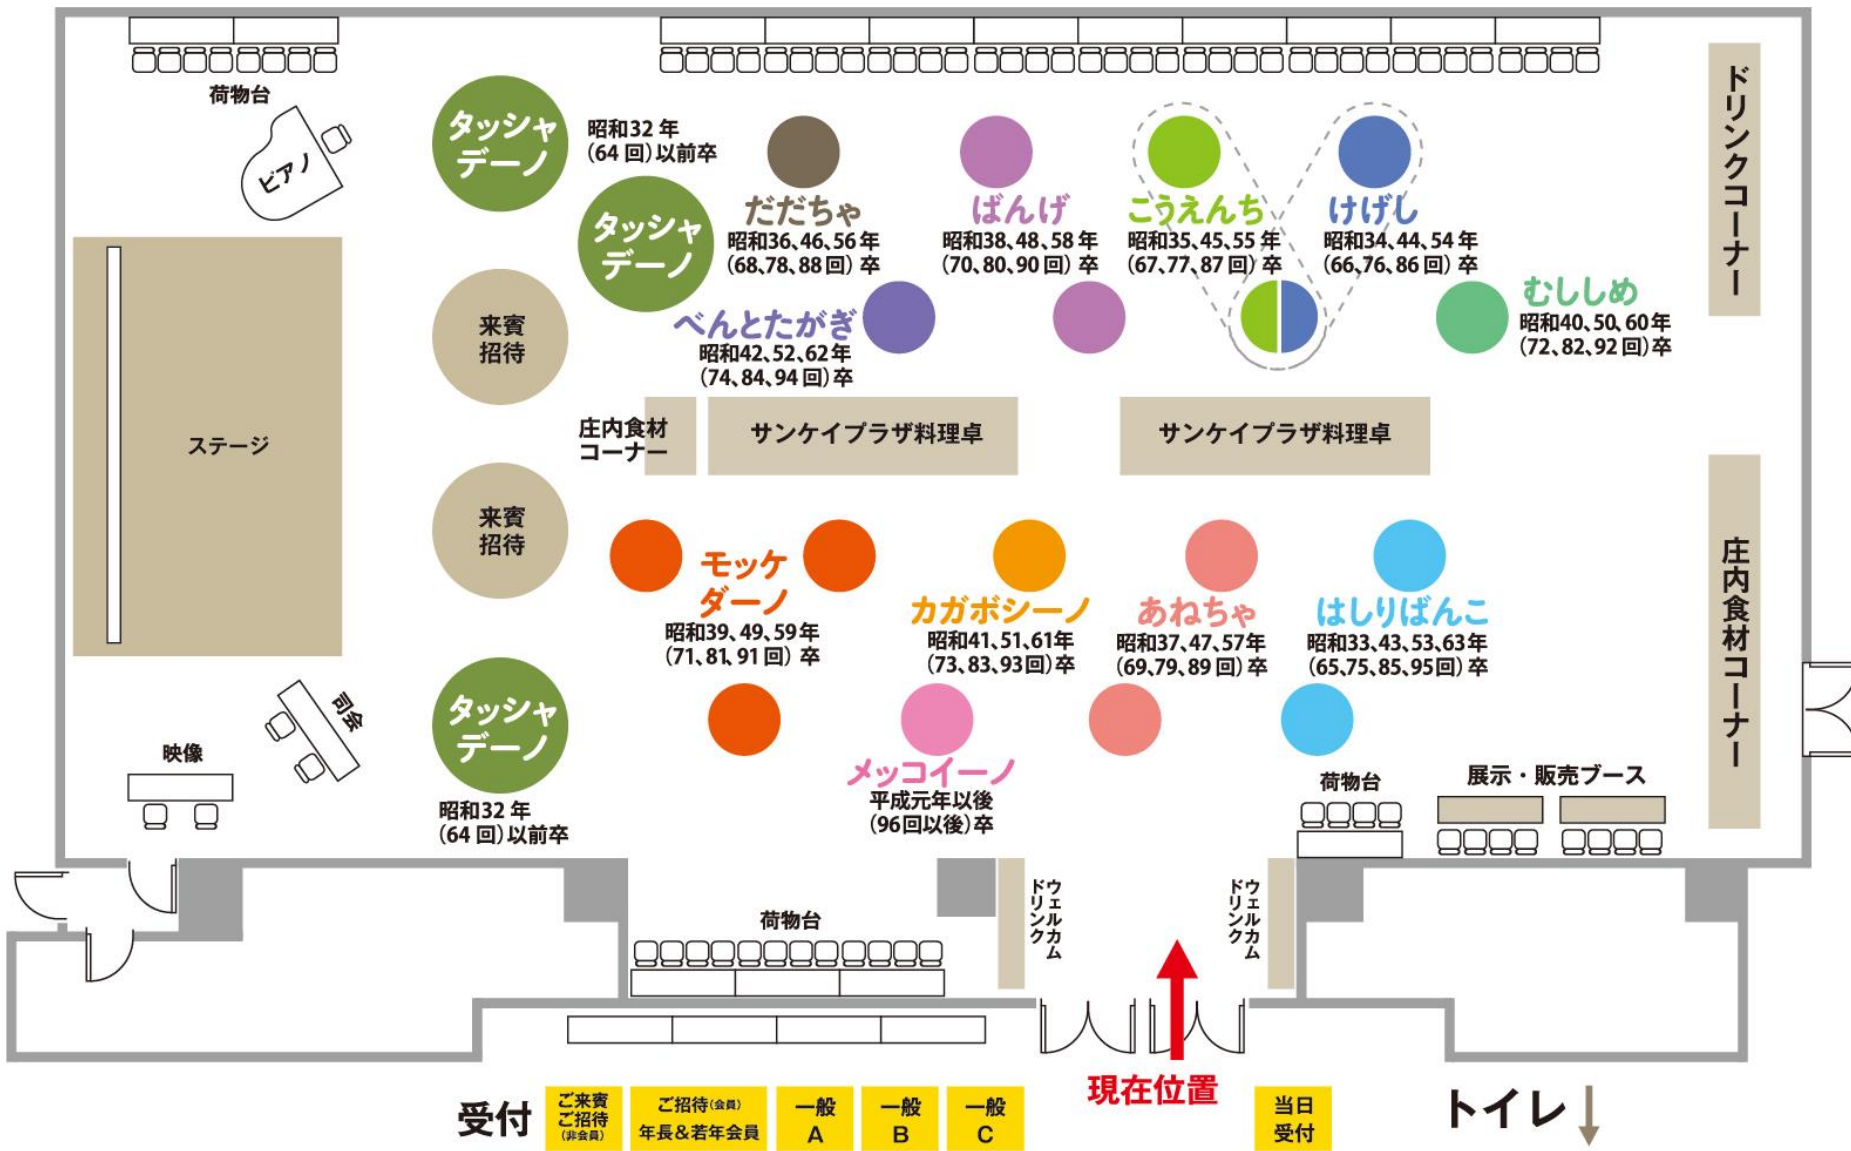 荷物台
ピアノ
タッシャ
デーノ
昭和32年
(64回)以前卒
タッシャ
デーノ
だだちゃ
昭和36、46、56年
(68、78、88回)卒
ばんげ
昭和38、48、58年
(70、80、90回)卒
こうえんち
昭和35、45、55年
(67、77、87回)卒
けげし
昭和34、44、54年
(66、76、86回)卒
ドリンクコーナー
べんとたがぎ
昭和42、52、62年
(74、84、94回)卒
むししめ
昭和40、50、60年
(72、82、92回)卒
来賓
招待
ステージ
庄内食材
コーナー
サンケイプラザ料理卓
サンケイプラザ料理卓
来賓
招待
モッケ
ダーノ
昭和39、49、59年
(71、81、91回)卒
カガボシーノ
昭和41、51、61年
(73、83、93回)卒
あねちゃ
昭和37、47、57年
(69、79、89回)卒
はしりばんこ
昭和33、43、53、63年
(65、75、85、95回)卒
庄内食材コーナー
司会
映像
タッシャ
デーノ
昭和32年
(64回)以前卒
メッコイーノ
平成元年以後
(96回以後)卒
荷物台
展示・販売ブース
荷物台
ウェルカム
ドリンク
ウェルカム
ドリンク
現在位置
受付
ご来賓
ご招待
(非会員)
ご招待(会員)
年長&若年会員
一般
A
一般
B
一般
C
当日
受付
トイレ↓